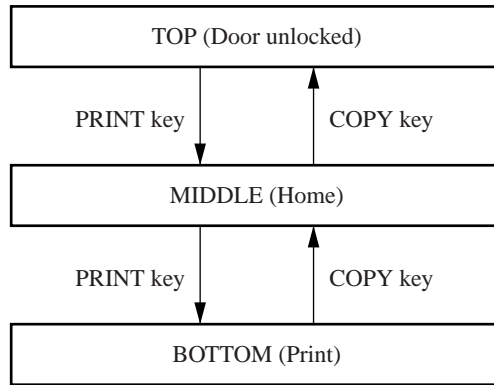 TOP (Door unlocked)
PRINT key
COPY key
MIDDLE (Home)
PRINT key
COPY key
BOTTOM (Print)